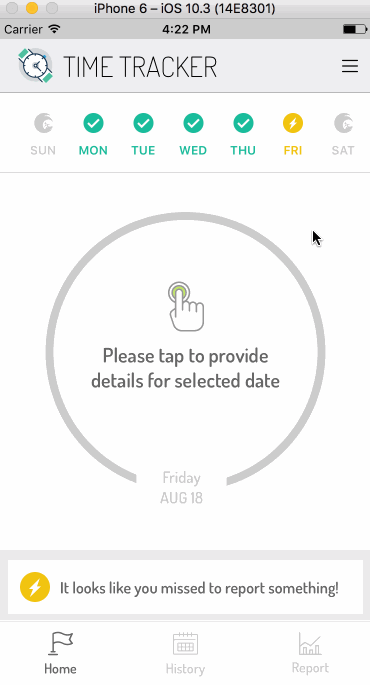 iPhone 6 – iOS 10.3 (14E8301)
Carrier 4:22 PM
TIME TRACKER
SUN MON TUE WED THU FRI SAT
Please tap to provide
details for selected date
Friday
AUG 18
It looks like you missed to report something!
Home History Report